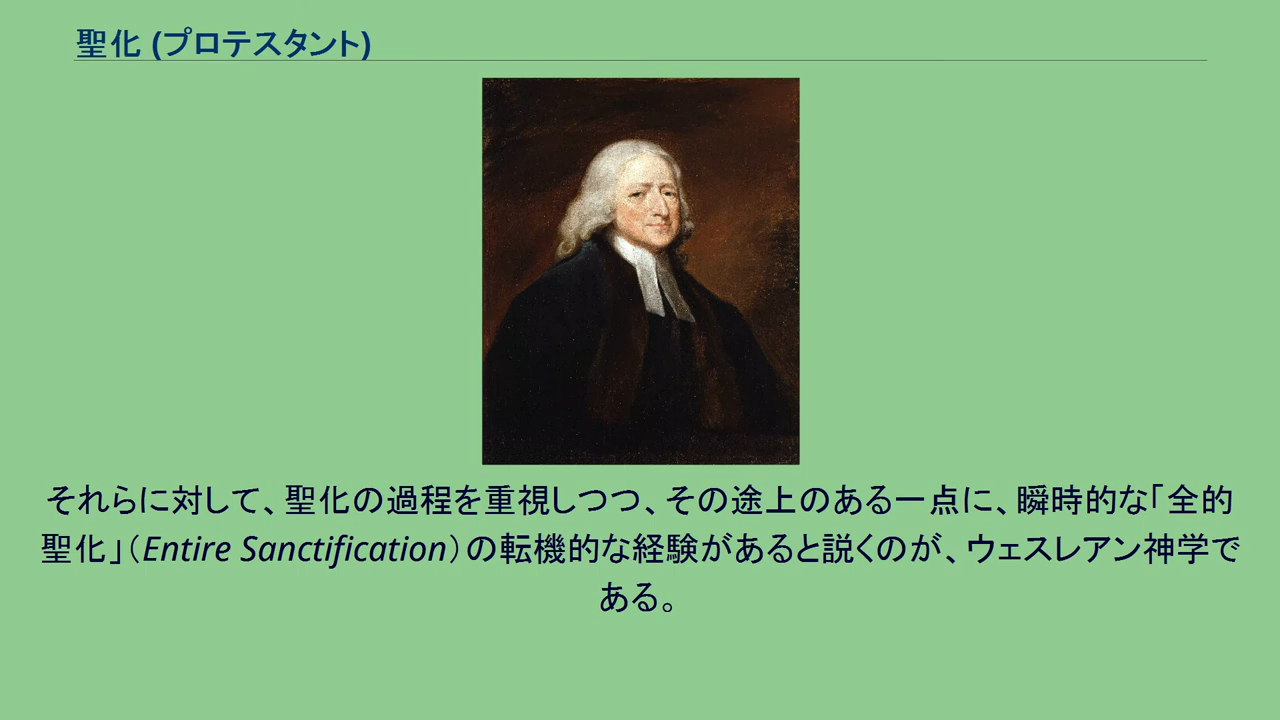 聖化 (プロテスタント)
それらに対して、聖化の過程を重視しつつ、その途上のある一点に、瞬時的な「全的
聖化」（Entire Sanctification）の転機的な経験があると説くのが、ウェスレアン神学で
ある。